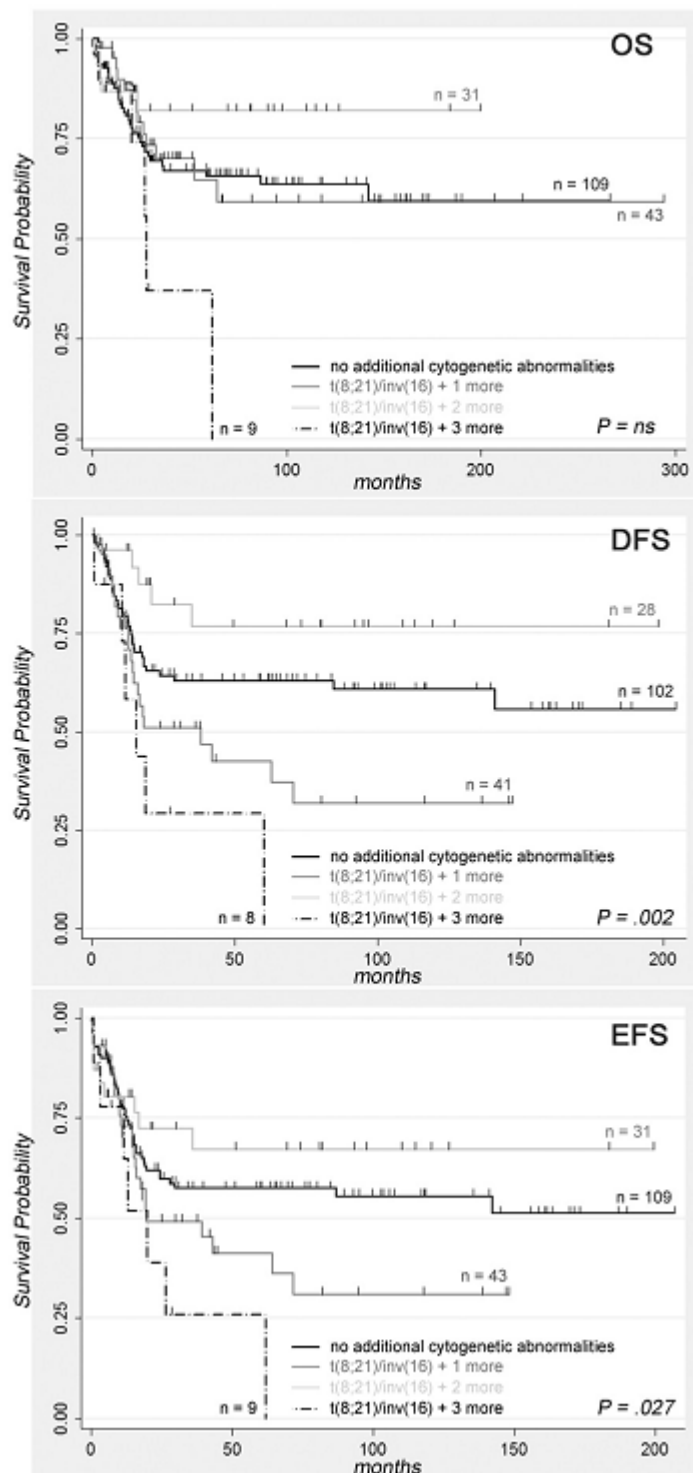 OS
1.00
0.75
0.50
0.25
0.00
Survival Probability
n = 31
n = 109
n = 43
no additional cytogenetic abnormalities
t(8;21)/inv(16) + 1 more
t(8;21)/inv(16) + 2 more
t(8;21)/inv(16) + 3 more
n = 9
P = ns
0
100
200
300
months
DFS
1.00
0.75
0.50
0.25
0.00
Survival Probability
n = 28
n = 102
n = 41
no additional cytogenetic abnormalities
t(8;21)/inv(16) + 1 more
t(8;21)/inv(16) + 2 more
t(8;21)/inv(16) + 3 more
n = 8
P = .002
0
50
100
150
200
months
EFS
1.00
0.75
0.50
0.25
0.00
Survival Probability
n = 31
n = 109
n = 43
no additional cytogenetic abnormalities
t(8;21)/inv(16) + 1 more
t(8;21)/inv(16) + 2 more
t(8;21)/inv(16) + 3 more
n = 9
P = .027
0
50
100
150
200
months